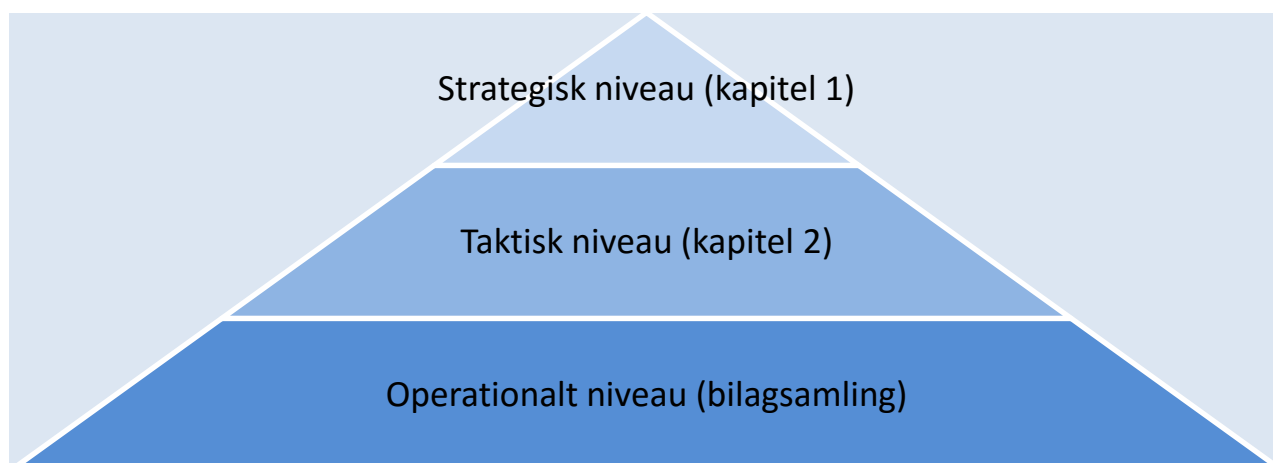 Strategisk niveau (kapitel 1)
Taktisk niveau (kapitel 2)
Operationalt niveau (bilagsamling)